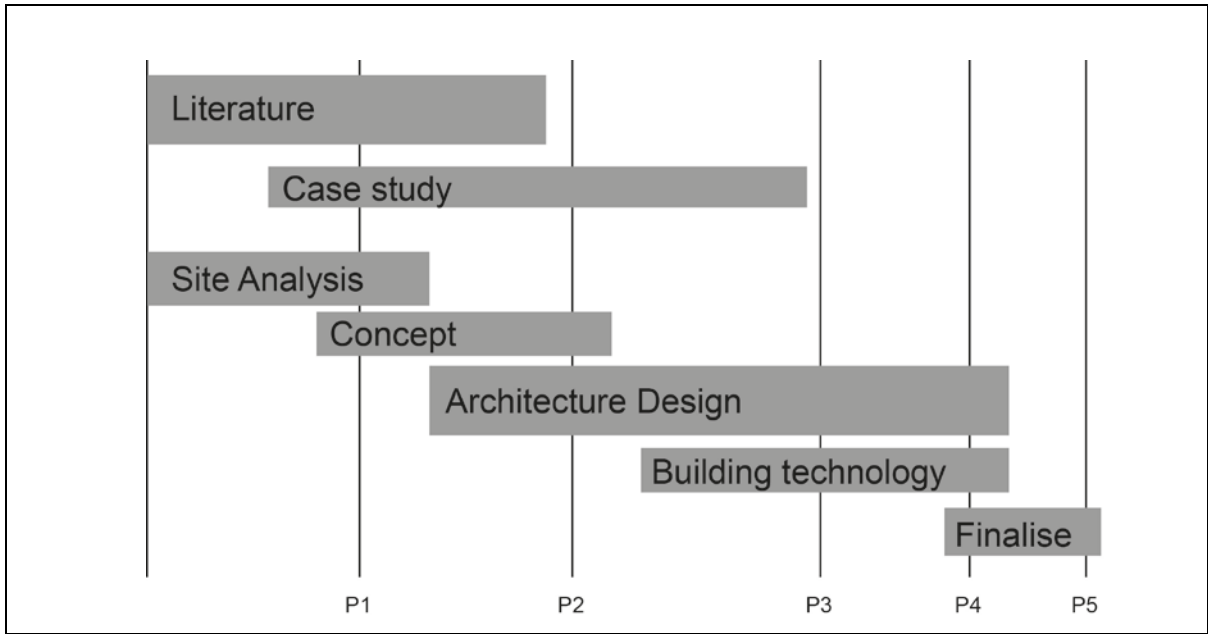 Literature
Case study
Site Analysis
Concept
Architecture Design
Building technology
Finalise
P1 P2 P3 P4 P5